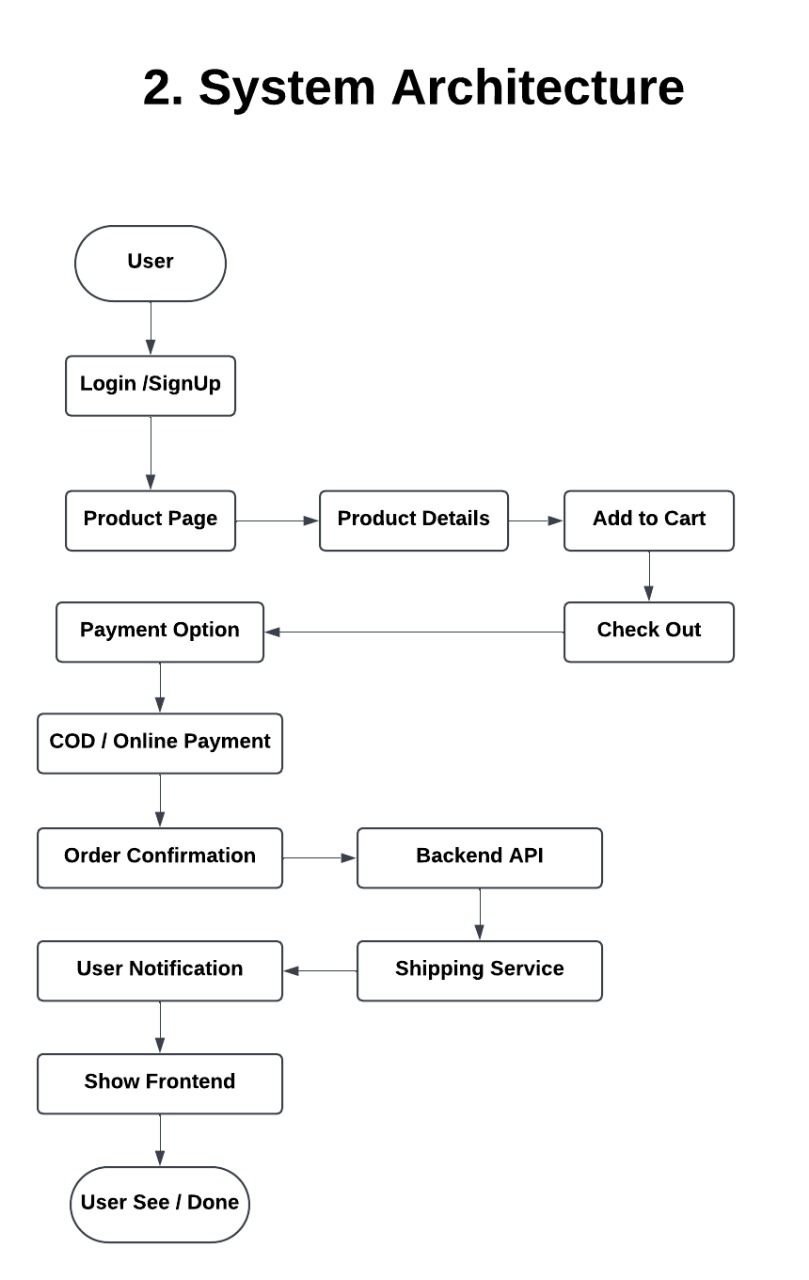 2. System Architecture
User
Login /SignUp
Product Page
Product Details
Add to Cart
Check Out
Payment Option
COD / Online Payment
Order Confirmation
Backend API
Shipping Service
User Notification
Show Frontend
User See / Done